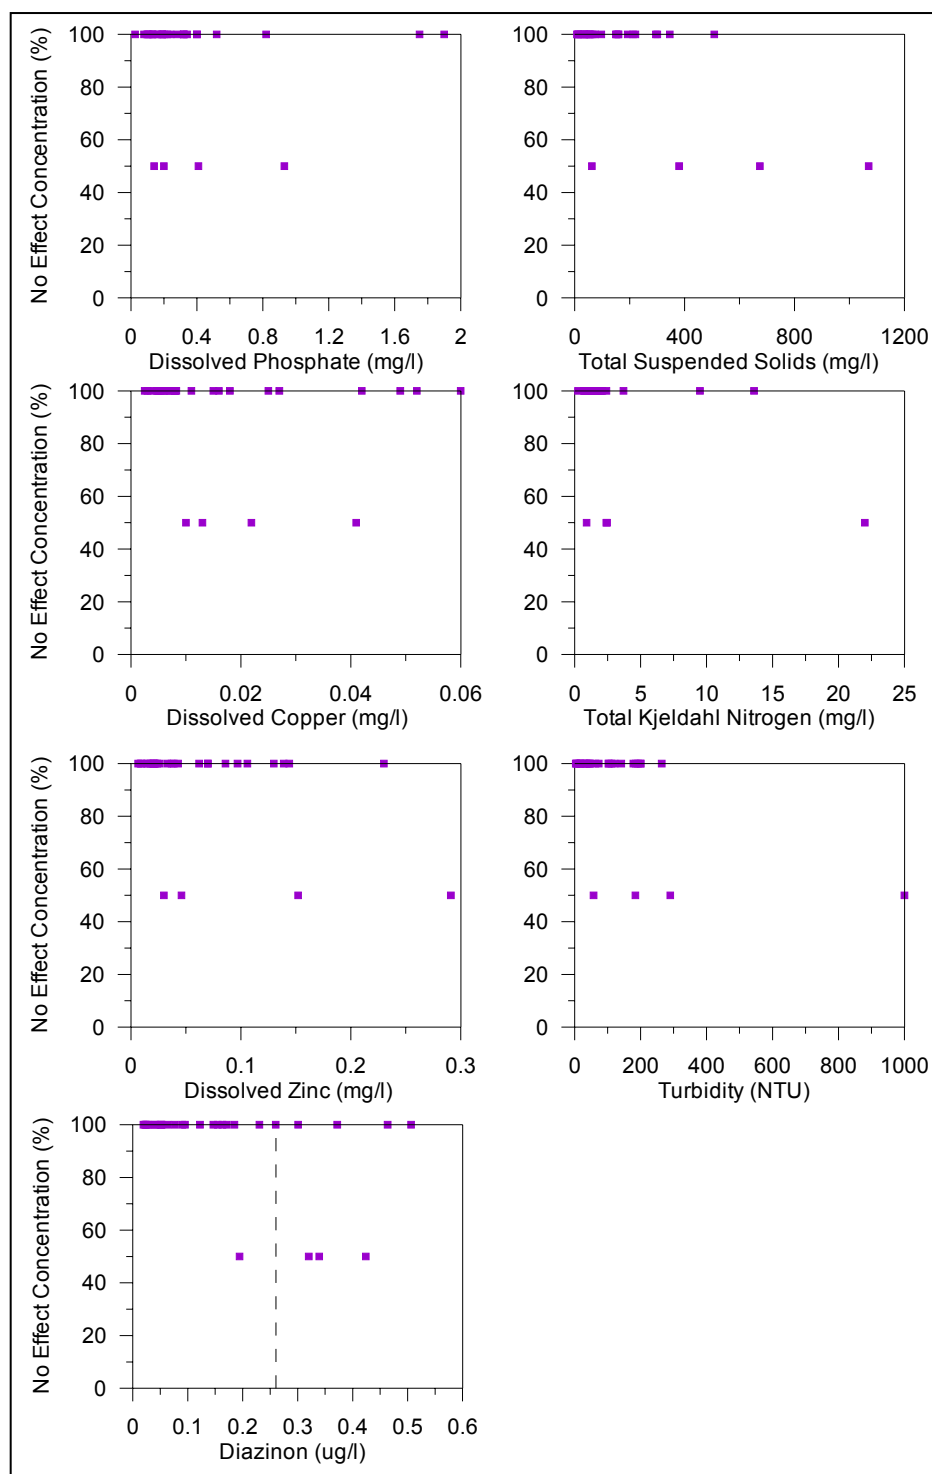 No Effect Concentration (%)
100
80
60
40
20
0
0 0.4 0.8 1.2 1.6 2
Dissolved Phosphate (mg/l)
100
80
60
40
20
0
0 400 800 1200
Total Suspended Solids (mg/l)
No Effect Concentration (%)
100
80
60
40
20
0
0 0.02 0.04 0.06
Dissolved Copper (mg/l)
100
80
60
40
20
0
0 5 10 15 20 25
Total Kjeldahl Nitrogen (mg/l)
No Effect Concentration (%)
100
80
60
40
20
0
0 0.1 0.2 0.3
Dissolved Zinc (mg/l)
100
80
60
40
20
0
0 200 400 600 800 1000
Turbidity (NTU)
No Effect Concentration (%)
100
80
60
40
20
0
0 0.1 0.2 0.3 0.4 0.5 0.6
Diazinon (ug/l)